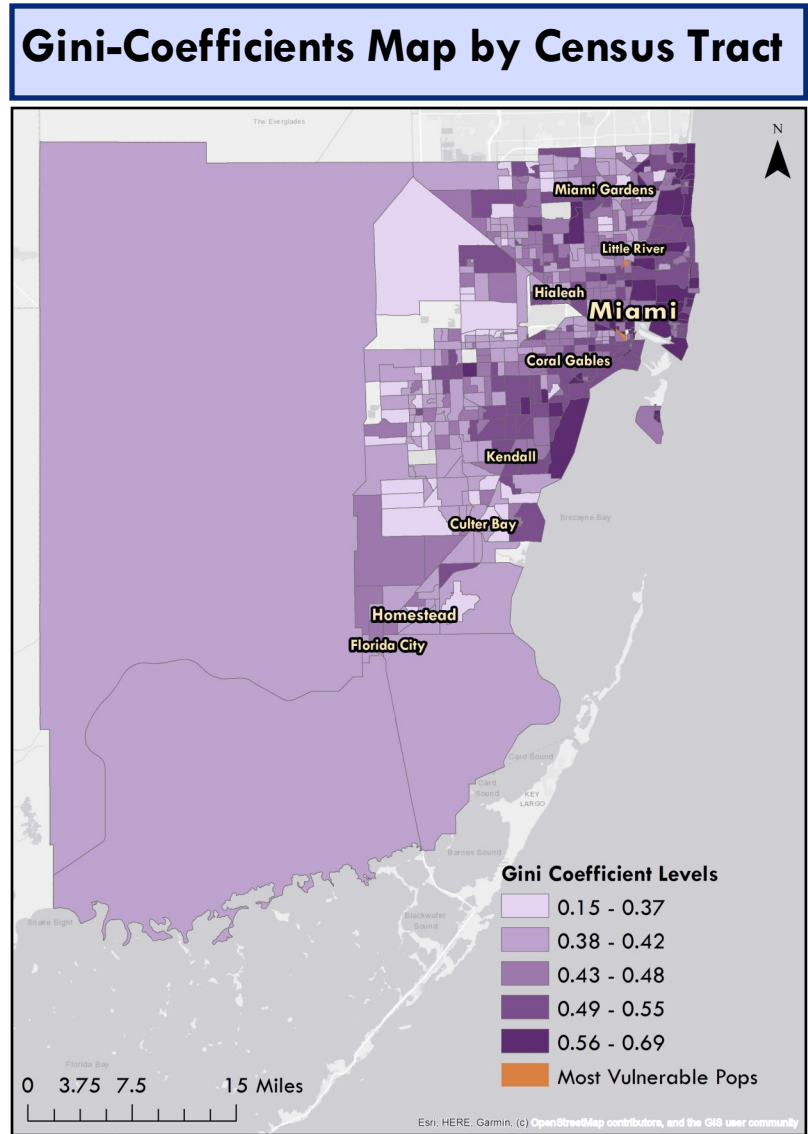 Gini-Coefficients Map by Census Tract
The Everglades
N
Miami Gardens
Little River
Hialeah
Miami
Coral Gables
Kendall
Culter Bay
Biscayne Bay
Homestead
Florida City
Card Sound
Card
Sound
KEY
LARGO
Barnes Sound
Gini Coefficient Levels
0.15 - 0.37
Snake Bight
Blackwater
Sound
0.38 - 0.42
0.43 - 0.48
0.49 - 0.55
0.56 - 0.69
Florida Bay
Most Vulnerable Pops
0 3.75 7.5 15 Miles
Esri, HERE, Garmin, (c) OpenStreetMap contributors, and the GIS user community